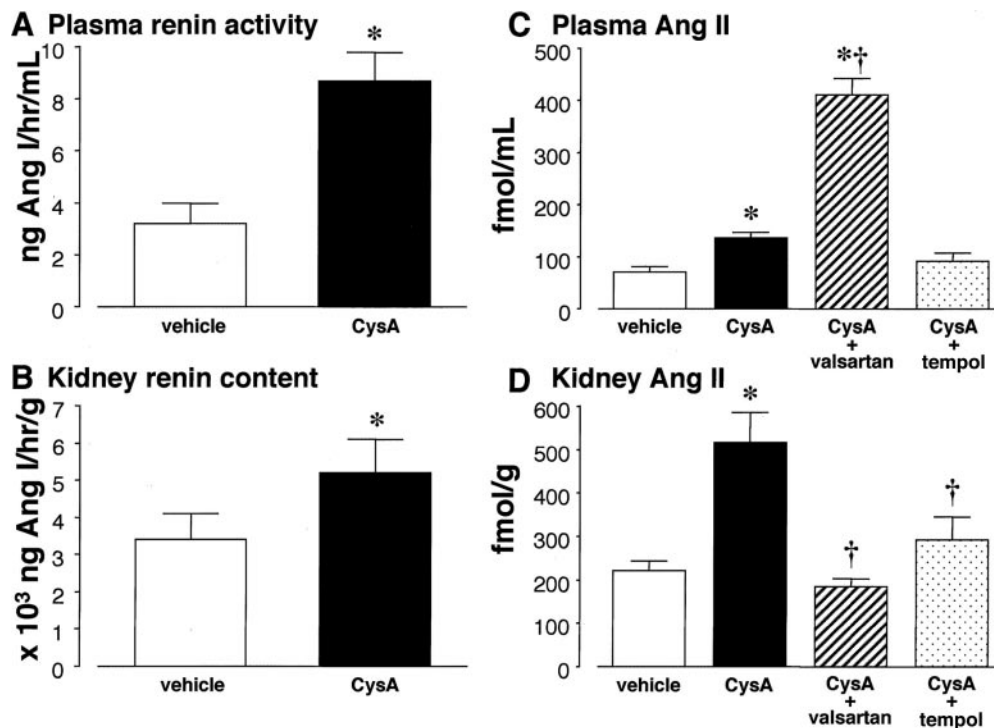 A Plasma renin activity
ng Ang I/hr/mL
10
8
6
4
2
0
*
vehicle
CysA
B Kidney renin content
x 10³ ng Ang I/hr/g
7
6
5
4
3
2
1
0
*
vehicle
CysA
C Plasma Ang II
fmol/mL
500
400
300
200
100
0
*
*†
vehicle
CysA
CysA
+
valsartan
CysA
+
tempol
D Kidney Ang II
fmol/g
600
500
400
300
200
100
0
*
†
†
vehicle
CysA
CysA
+
valsartan
CysA
+
tempol